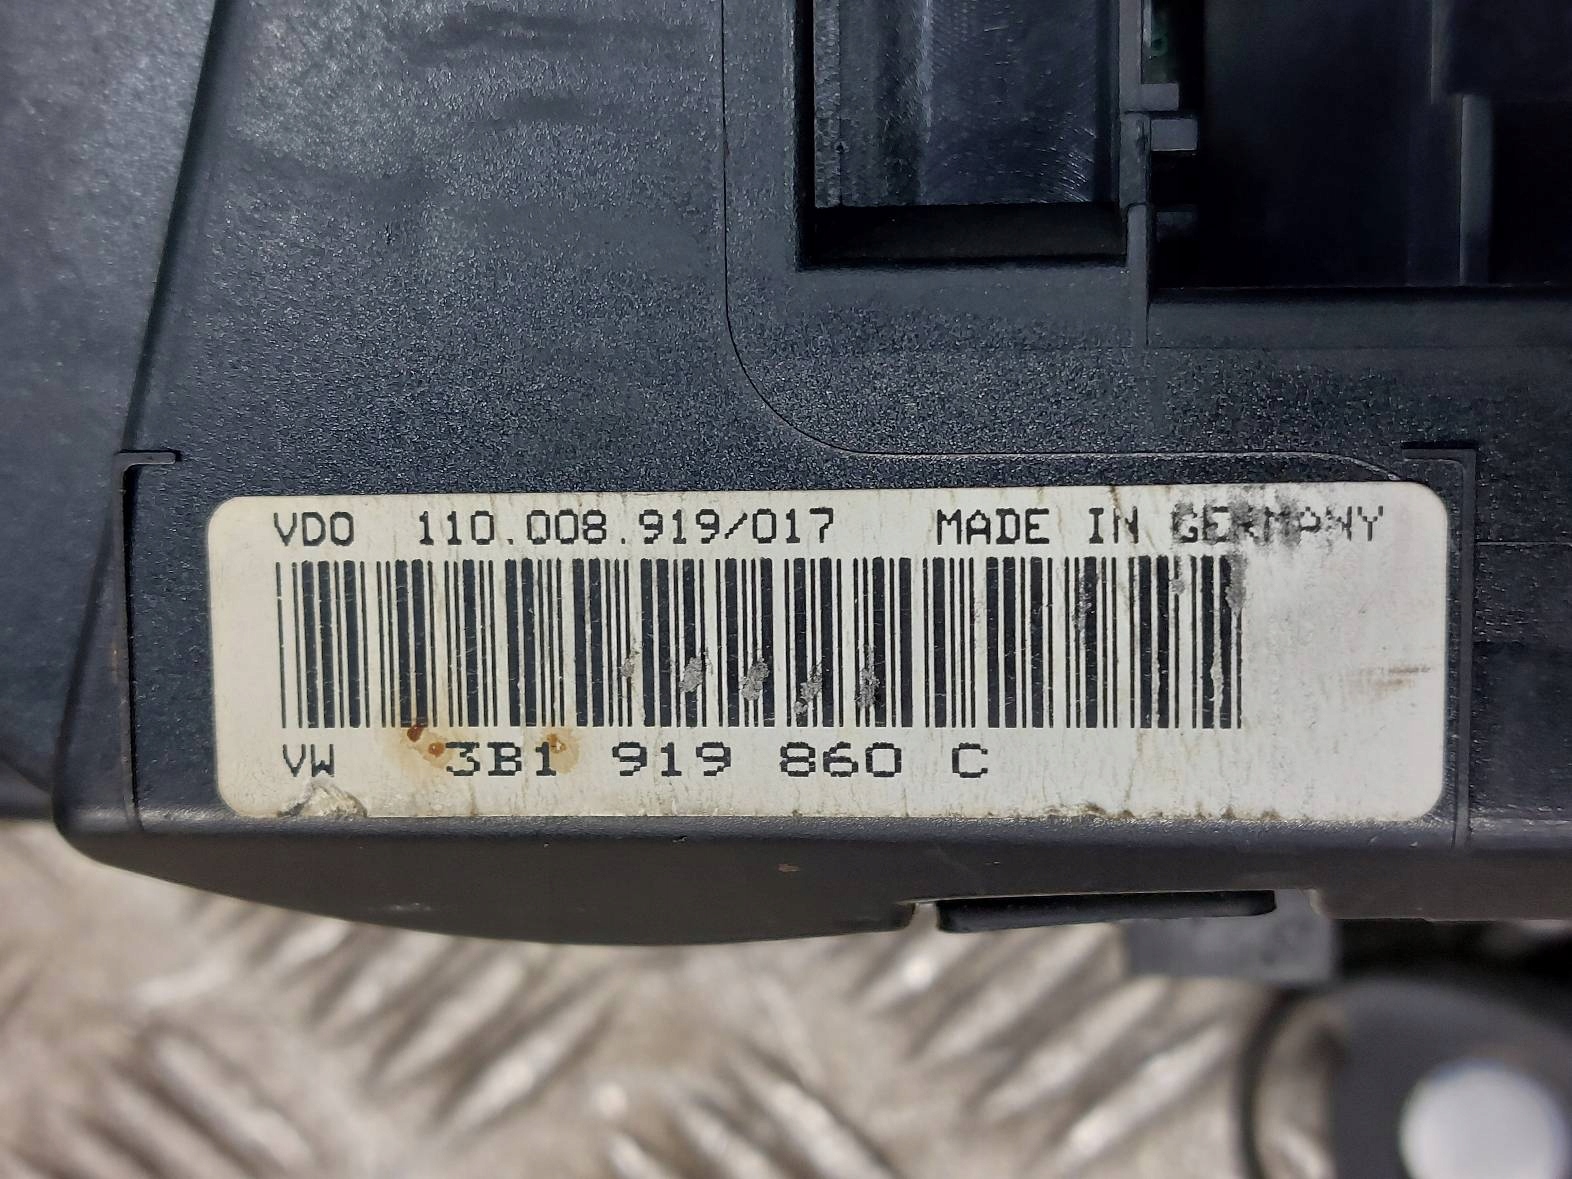 VDO 110.008.919/017 MADE IN GERMANY
VW 3B1 919 860 C